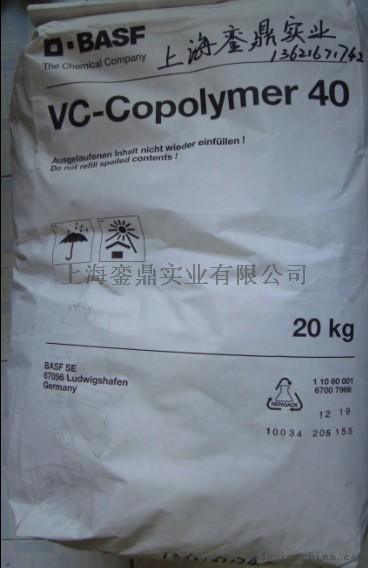 BASF
The Chemical Company
上海銮鼎实业
13621671742
VC-Copolymer 40
Ausgelaufenen Inhalt nicht wieder einfüllen !
Do not refill spoiled contents !
上海銮鼎实业有限公司
20 kg
BASF SE
67056 Ludwigshafen
Germany
1 10 60 001
6700 7966
REPASACK
12 19
10034 205 155